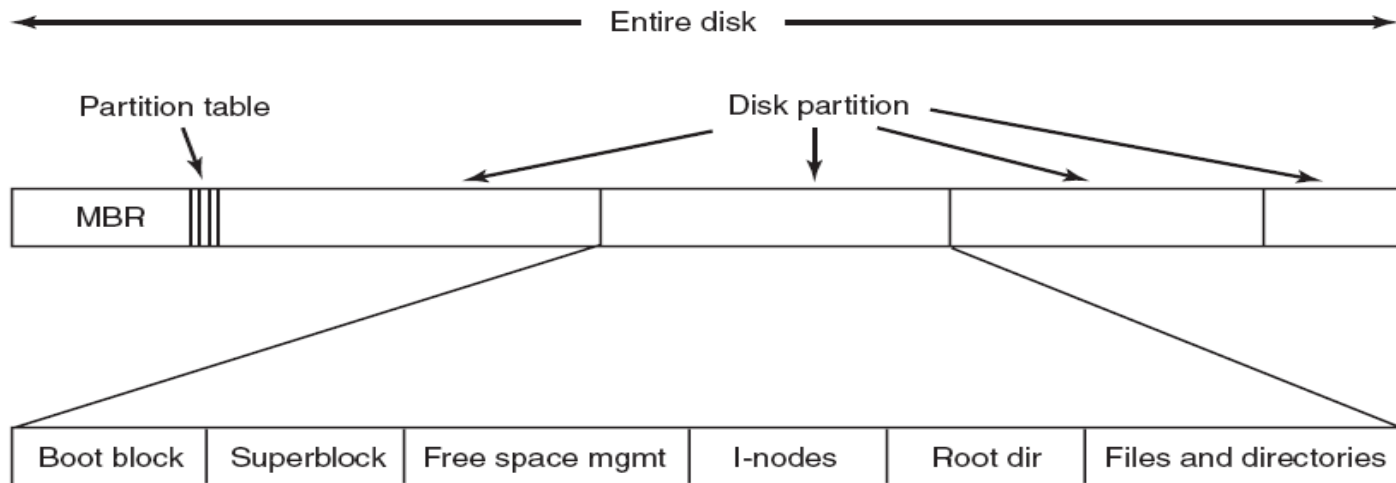 Entire disk
Partition table
Disk partition
MBR
Boot block
Superblock
Free space mgmt
I-nodes
Root dir
Files and directories